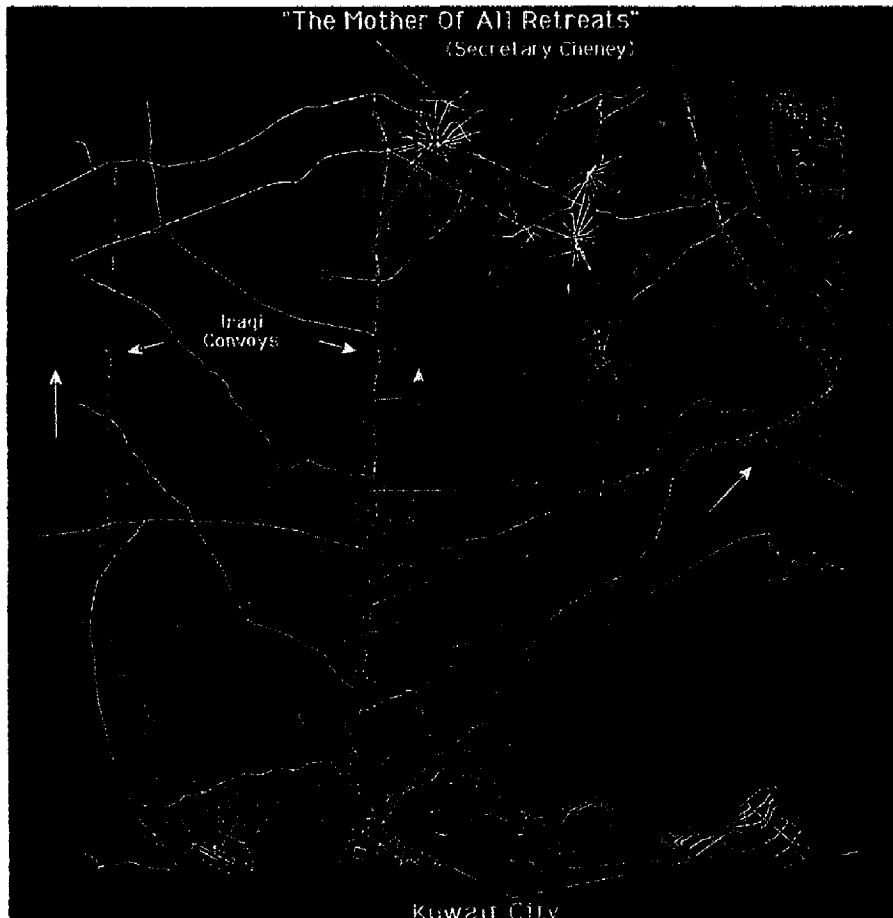 "The Mother Of All Retreats"
(Secretary Cheney)
Iraqi
Convoys
Kuwait City